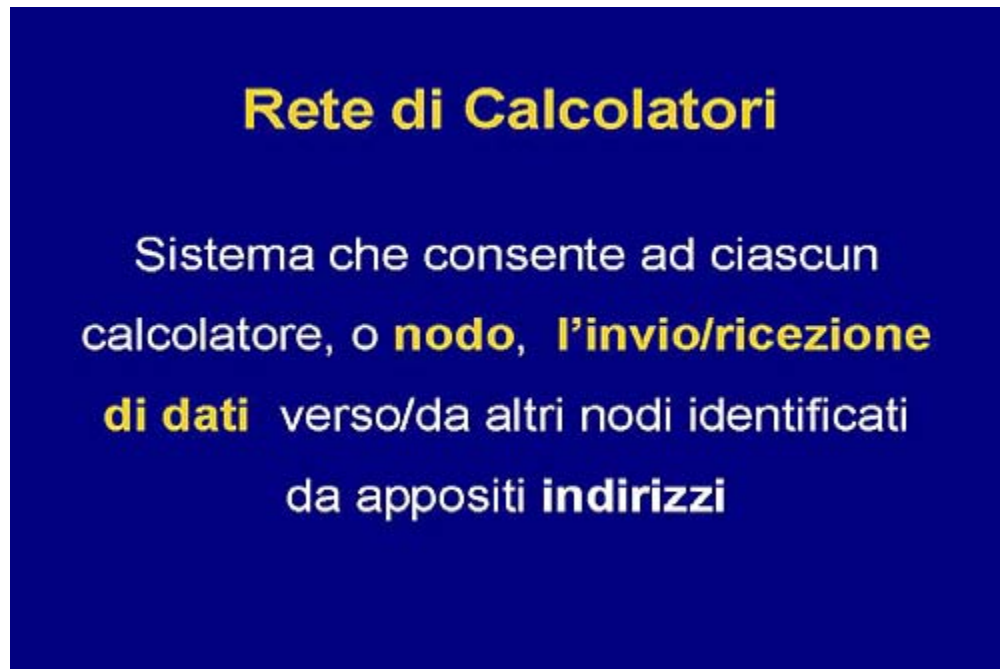 Rete di Calcolatori
Sistema che consente ad ciascun
calcolatore, o nodo, l'invio/ricezione
di dati verso/da altri nodi identificati
da appositi indirizzi